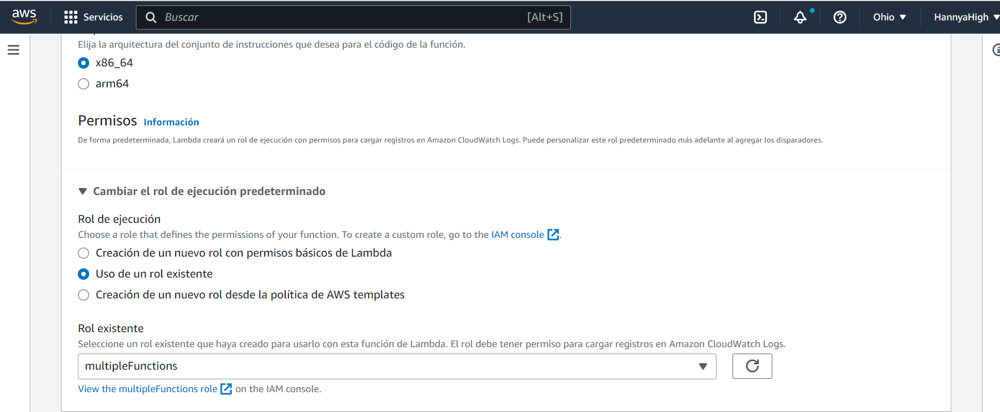 aws
Servicios
Buscar
[Alt+S]
Ohio
HannyaHigh
Elija la arquitectura del conjunto de instrucciones que desea para el código de la función.
x86_64
arm64
Permisos Información
De forma predeterminada, Lambda creará un rol de ejecución con permisos para cargar registros en Amazon CloudWatch Logs. Puede personalizar este rol predeterminado más adelante al agregar los disparadores.
Cambiar el rol de ejecución predeterminado
Rol de ejecución
Choose a role that defines the permissions of your function. To create a custom role, go to the IAM console.
Creación de un nuevo rol con permisos básicos de Lambda
Uso de un rol existente
Creación de un nuevo rol desde la política de AWS templates
Rol existente
Seleccione un rol existente que haya creado para usarlo con esta función de Lambda. El rol debe tener permiso para cargar registros en Amazon CloudWatch Logs.
multipleFunctions
View the multipleFunctions role on the IAM console.